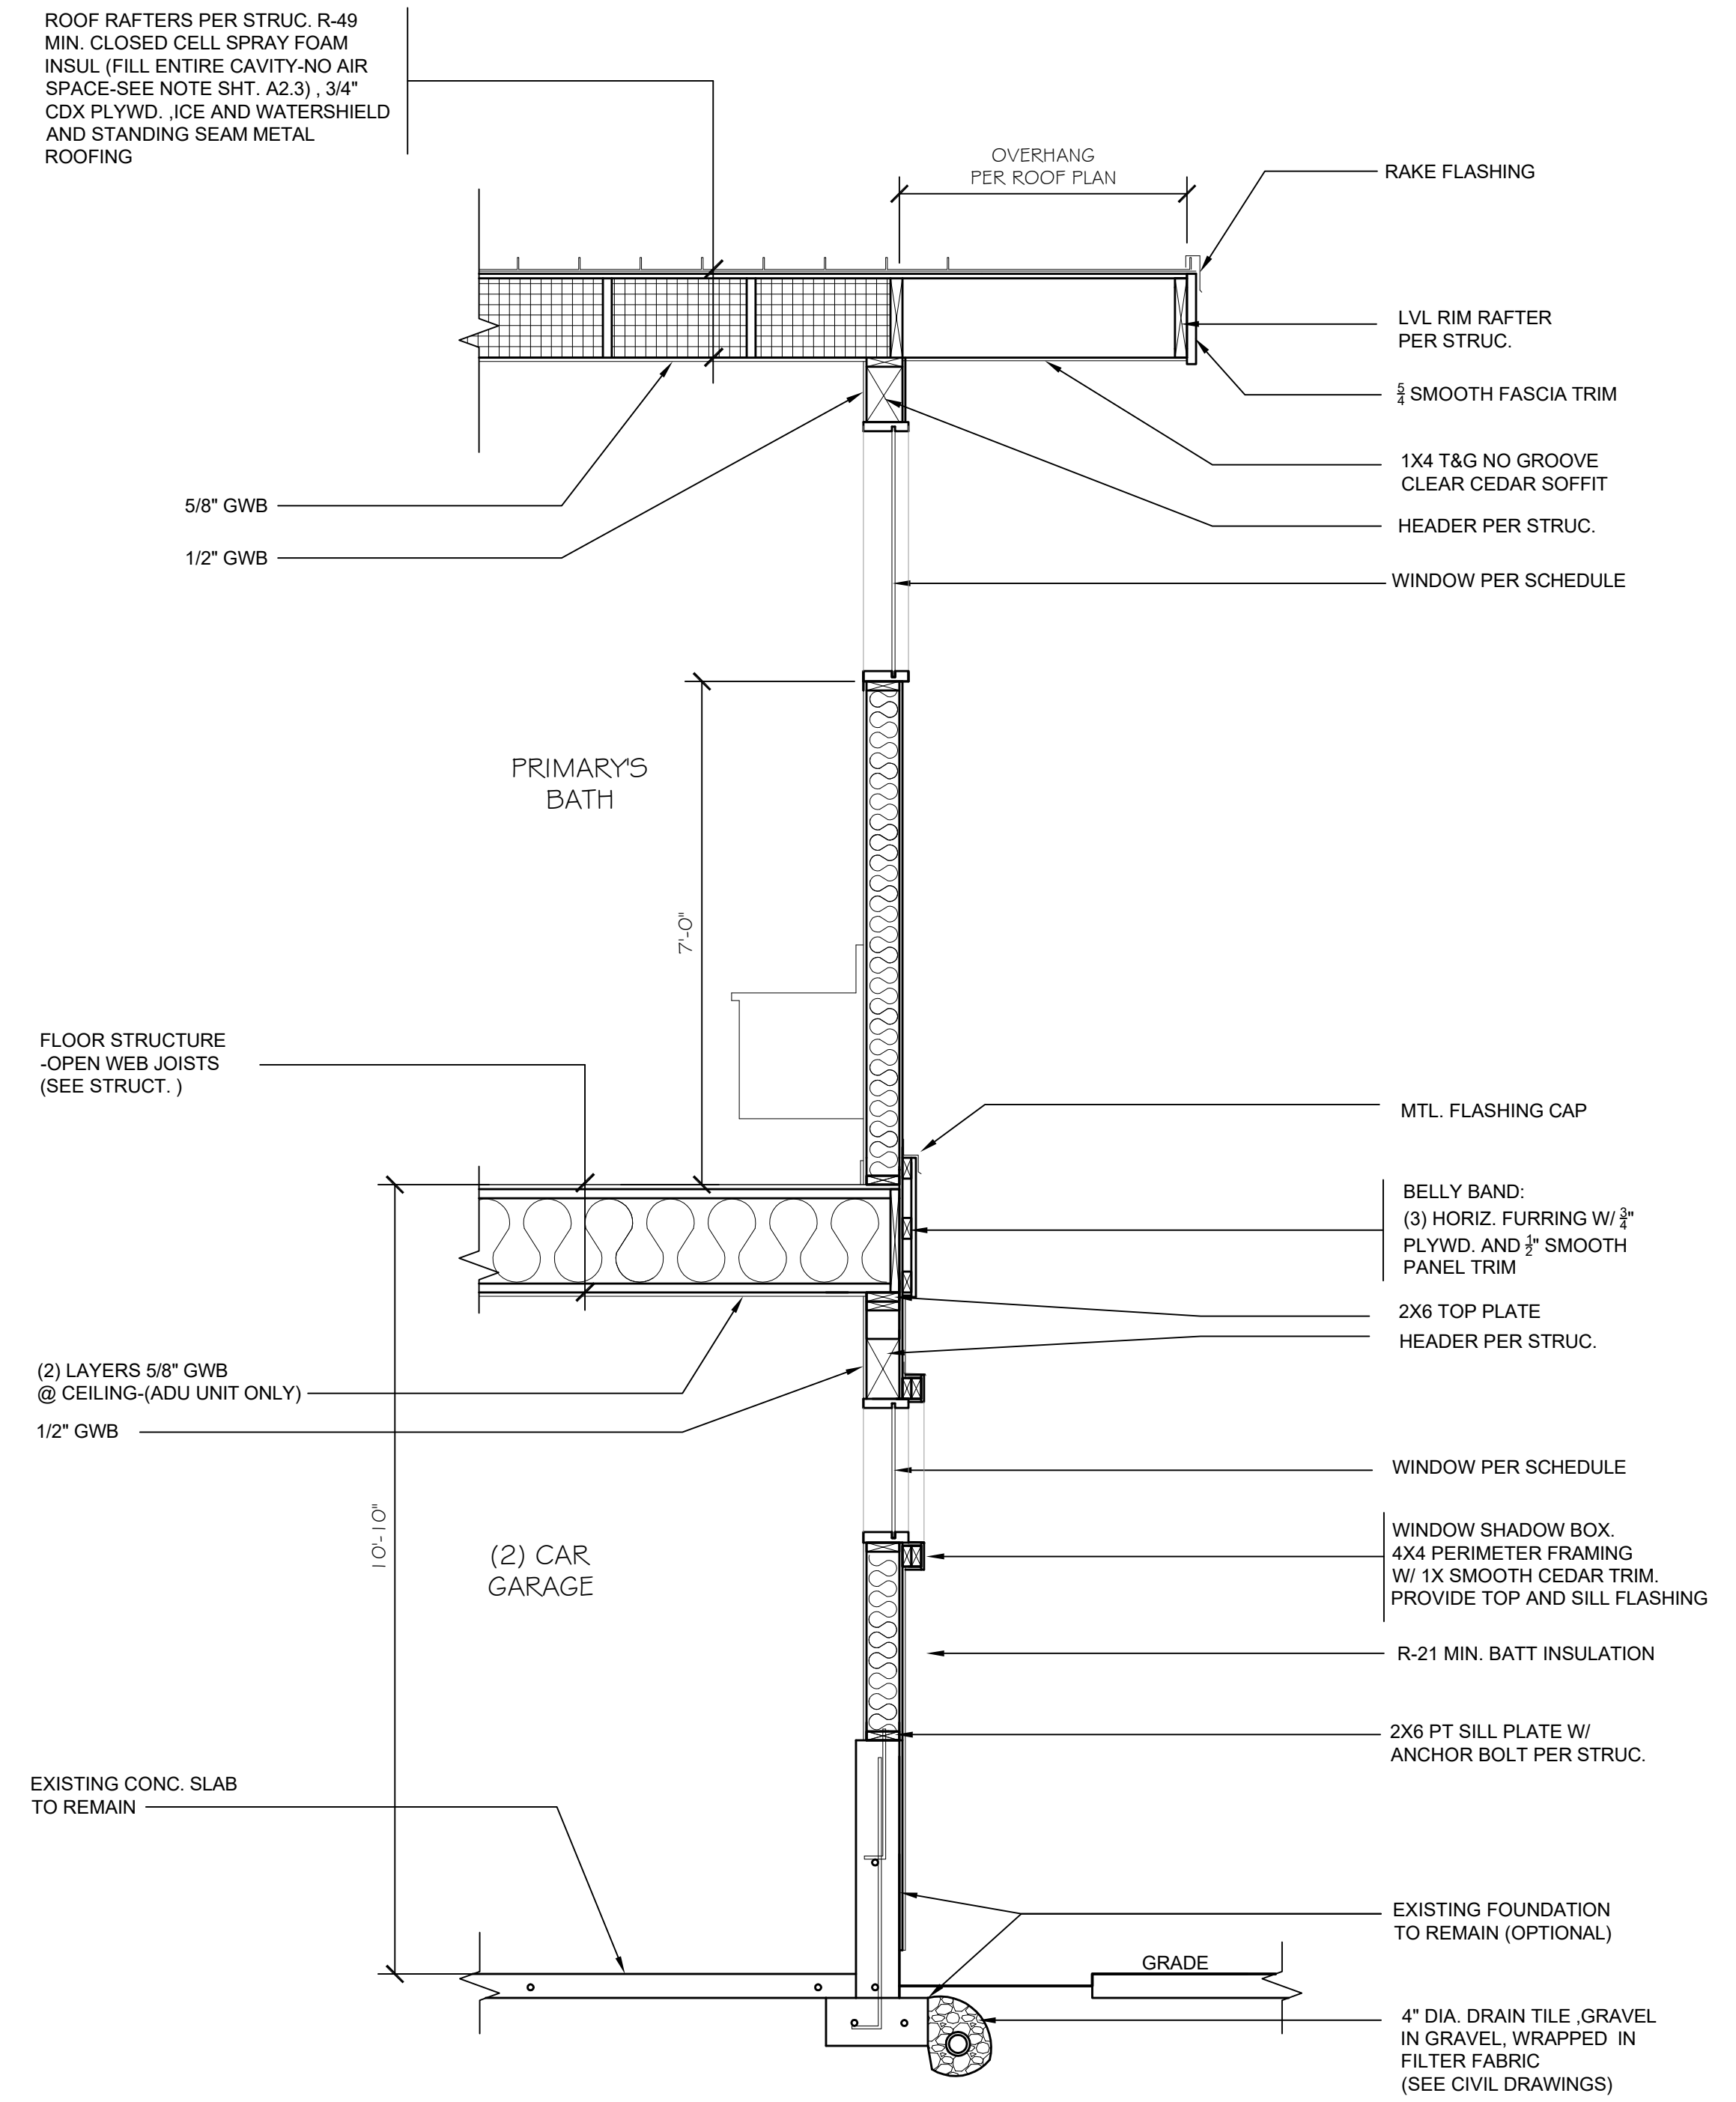 ROOF RAFTERS PER STRUC. R-49
MIN. CLOSED CELL SPRAY FOAM
INSUL (FILL ENTIRE CAVITY-NO AIR
SPACE-SEE NOTE SHT. A2.3) , 3/4"
CDX PLYWD. ,ICE AND WATERSHIELD
AND STANDING SEAM METAL
ROOFING
OVERHANG
PER ROOF PLAN
RAKE FLASHING
LVL RIM RAFTER
PER STRUC.
5/4 SMOOTH FASCIA TRIM
1X4 T&G NO GROOVE
CLEAR CEDAR SOFFIT
HEADER PER STRUC.
WINDOW PER SCHEDULE
5/8" GWB
1/2" GWB
PRIMARY'S
BATH
7'-0"
FLOOR STRUCTURE
-OPEN WEB JOISTS
(SEE STRUCT. )
MTL. FLASHING CAP
BELLY BAND:
(3) HORIZ. FURRING W/ 3/4"
PLYWD. AND 1/2" SMOOTH
PANEL TRIM
2X6 TOP PLATE
HEADER PER STRUC.
(2) LAYERS 5/8" GWB
@ CEILING-(ADU UNIT ONLY)
1/2" GWB
WINDOW PER SCHEDULE
10'-10"
(2) CAR
GARAGE
WINDOW SHADOW BOX.
4X4 PERIMETER FRAMING
W/ 1X SMOOTH CEDAR TRIM.
PROVIDE TOP AND SILL FLASHING
R-21 MIN. BATT INSULATION
2X6 PT SILL PLATE W/
ANCHOR BOLT PER STRUC.
EXISTING CONC. SLAB
TO REMAIN
EXISTING FOUNDATION
TO REMAIN (OPTIONAL)
GRADE
4" DIA. DRAIN TILE ,GRAVEL
IN GRAVEL, WRAPPED IN
FILTER FABRIC
(SEE CIVIL DRAWINGS)